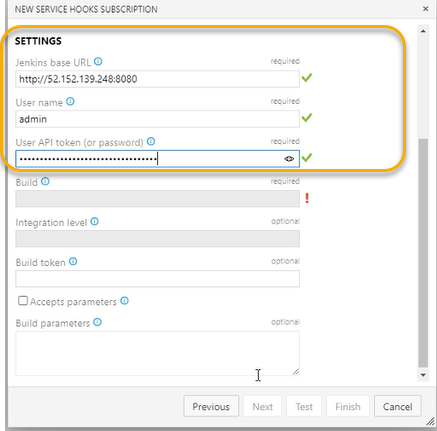 NEW SERVICE HOOKS SUBSCRIPTION
SETTINGS
Jenkins base URL required
http://52.152.139.248:8080
User name required
admin
User API token (or password) required
••••••••••••••••••••••••••••••••••
Build required
Integration level optional
Build token optional
Accepts parameters
Build parameters optional
Previous Next Test Finish Cancel